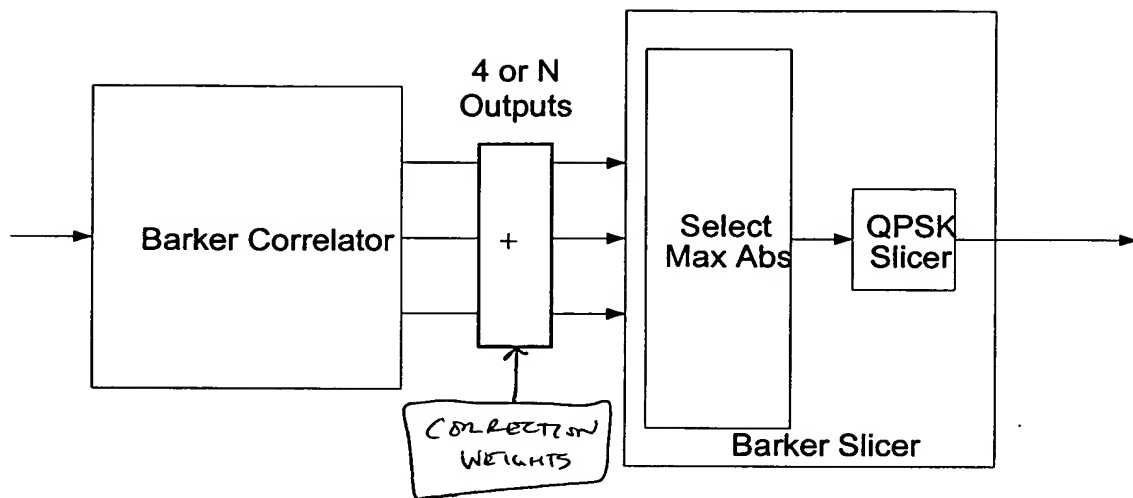 4 or N
Outputs
Barker Correlator
+
Select
Max Abs
QPSK
Slicer
Barker Slicer
CORRECTION
WEIGHTS